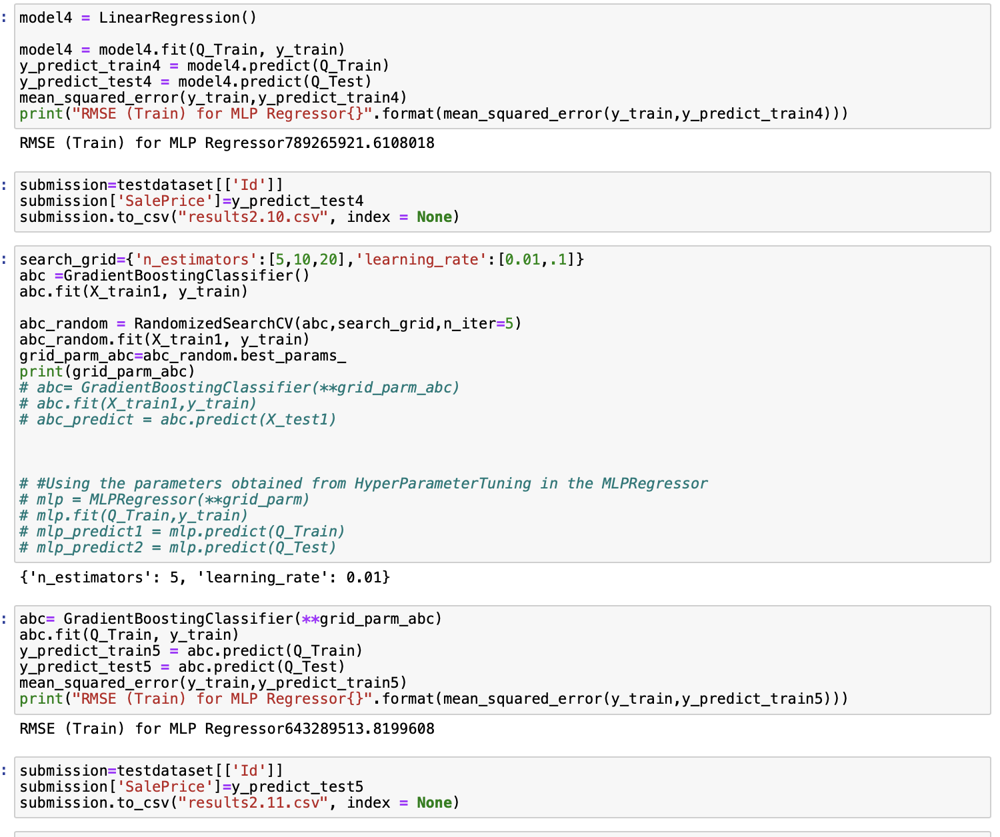 :
model4 = LinearRegression()
model4 = model4.fit(Q_Train, y_train)
y_predict_train4 = model4.predict(Q_Train)
y_predict_test4 = model4.predict(Q_Test)
mean_squared_error(y_train,y_predict_train4)
print("RMSE (Train) for MLP Regressor{}".format(mean_squared_error(y_train,y_predict_train4)))
RMSE (Train) for MLP Regressor789265921.6108018
:
submission=testdataset[['Id']]
submission['SalePrice']=y_predict_test4
submission.to_csv("results2.10.csv", index = None)
:
search_grid={'n_estimators':[5,10,20],'learning_rate':[0.01,.1]}
abc =GradientBoostingClassifier()
abc.fit(X_train1, y_train)
abc_random = RandomizedSearchCV(abc,search_grid,n_iter=5)
abc_random.fit(X_train1, y_train)
grid_parm_abc=abc_random.best_params_
print(grid_parm_abc)
# abc= GradientBoostingClassifier(**grid_parm_abc)
# abc.fit(X_train1,y_train)
# abc_predict = abc.predict(X_test1)
# #Using the parameters obtained from HyperParameterTuning in the MLPRegressor
# mlp = MLPRegressor(**grid_parm)
# mlp.fit(Q_Train,y_train)
# mlp_predict1 = mlp.predict(Q_Train)
# mlp_predict2 = mlp.predict(Q_Test)
{'n_estimators': 5, 'learning_rate': 0.01}
:
abc= GradientBoostingClassifier(**grid_parm_abc)
abc.fit(Q_Train, y_train)
y_predict_train5 = abc.predict(Q_Train)
y_predict_test5 = abc.predict(Q_Test)
mean_squared_error(y_train,y_predict_train5)
print("RMSE (Train) for MLP Regressor{}".format(mean_squared_error(y_train,y_predict_train5)))
RMSE (Train) for MLP Regressor643289513.8199608
:
submission=testdataset[['Id']]
submission['SalePrice']=y_predict_test5
submission.to_csv("results2.11.csv", index = None)